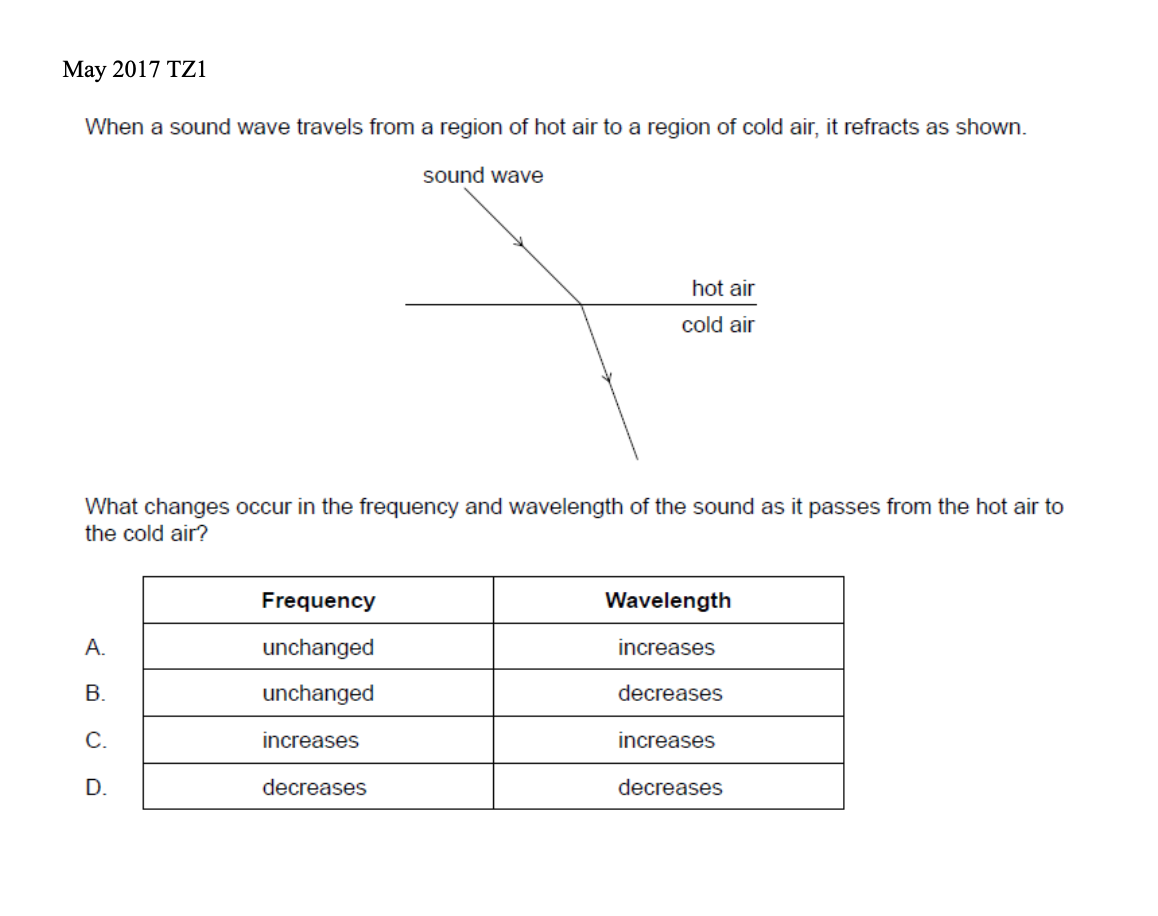 May 2017 TZ1
When a sound wave travels from a region of hot air to a region of cold air, it refracts as shown.
sound wave
hot air
cold air
What changes occur in the frequency and wavelength of the sound as it passes from the hot air to
the cold air?
Frequency Wavelength
A. unchanged increases
B. unchanged decreases
C. increases increases
D. decreases decreases